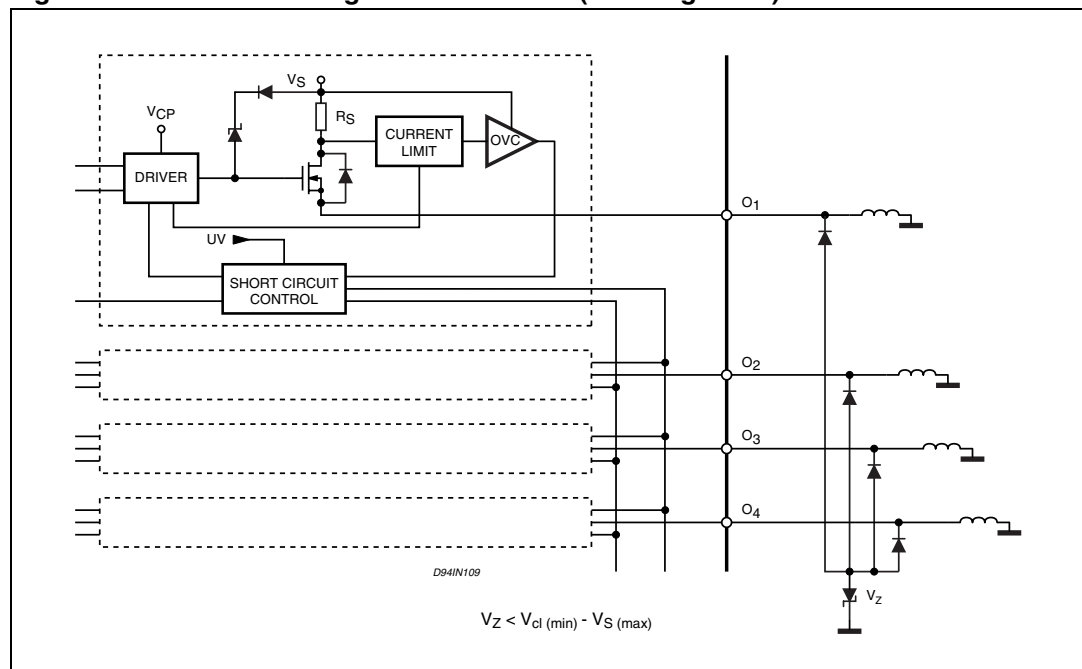 V_S
V_CP
R_S
CURRENT
LIMIT
OVC
DRIVER
O_1
UV
SHORT CIRCUIT
CONTROL
O_2
O_3
O_4
D94IN109
V_Z
V_Z < V_cl (min) - V_S (max)